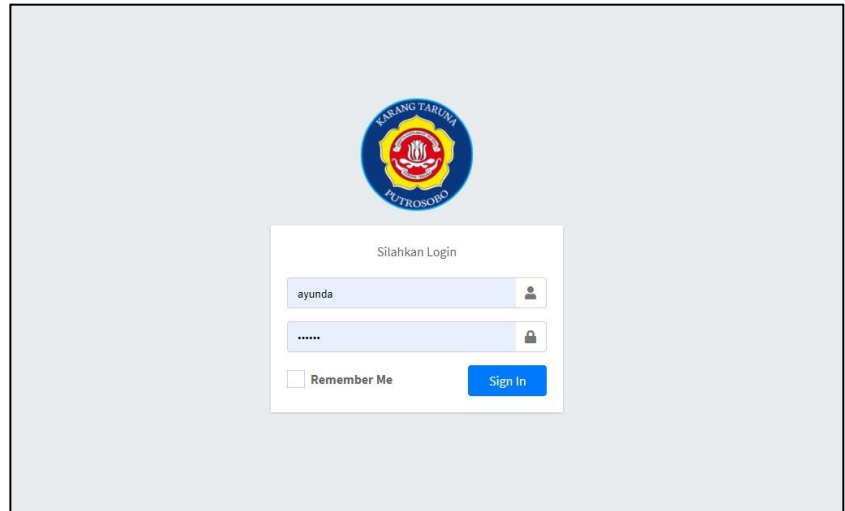 KARANG TARUNA
PUTROSOBO
Silahkan Login
ayunda
••••••
Remember Me
Sign In